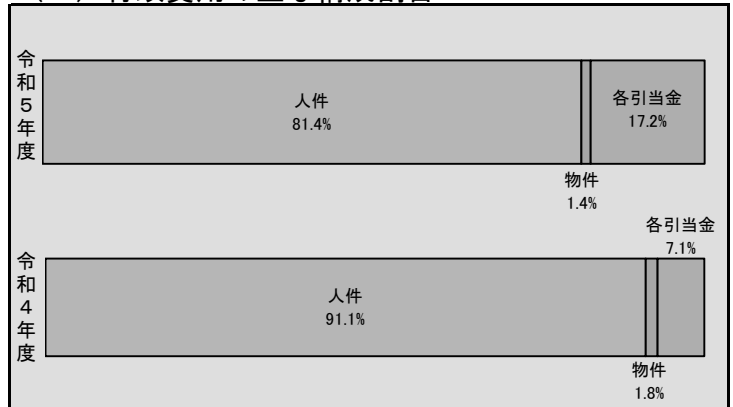 令和５年度
人件
81.4%
各引当金
17.2%
物件
1.4%
各引当金
7.1%
令和４年度
人件
91.1%
物件
1.8%